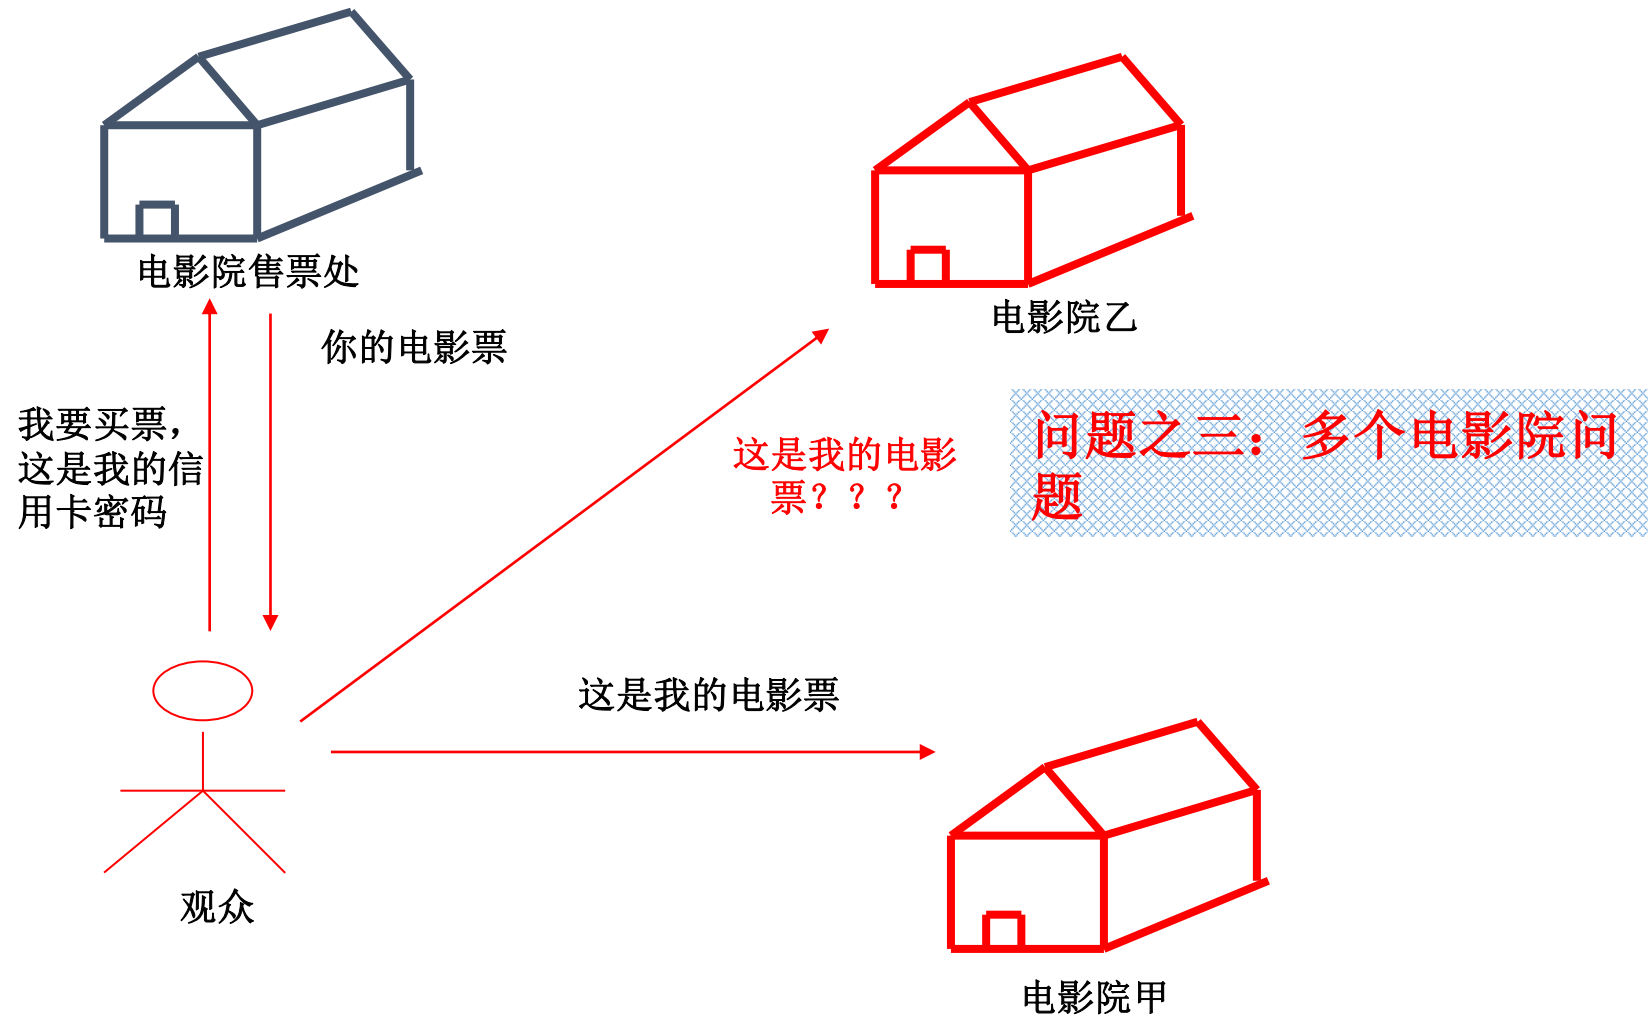 电影院售票处
电影院乙
你的电影票
我要买票，
这是我的信
用卡密码
这是我的电影
票？？？
问题之三：多个电影院问
题
这是我的电影票
观众
电影院甲